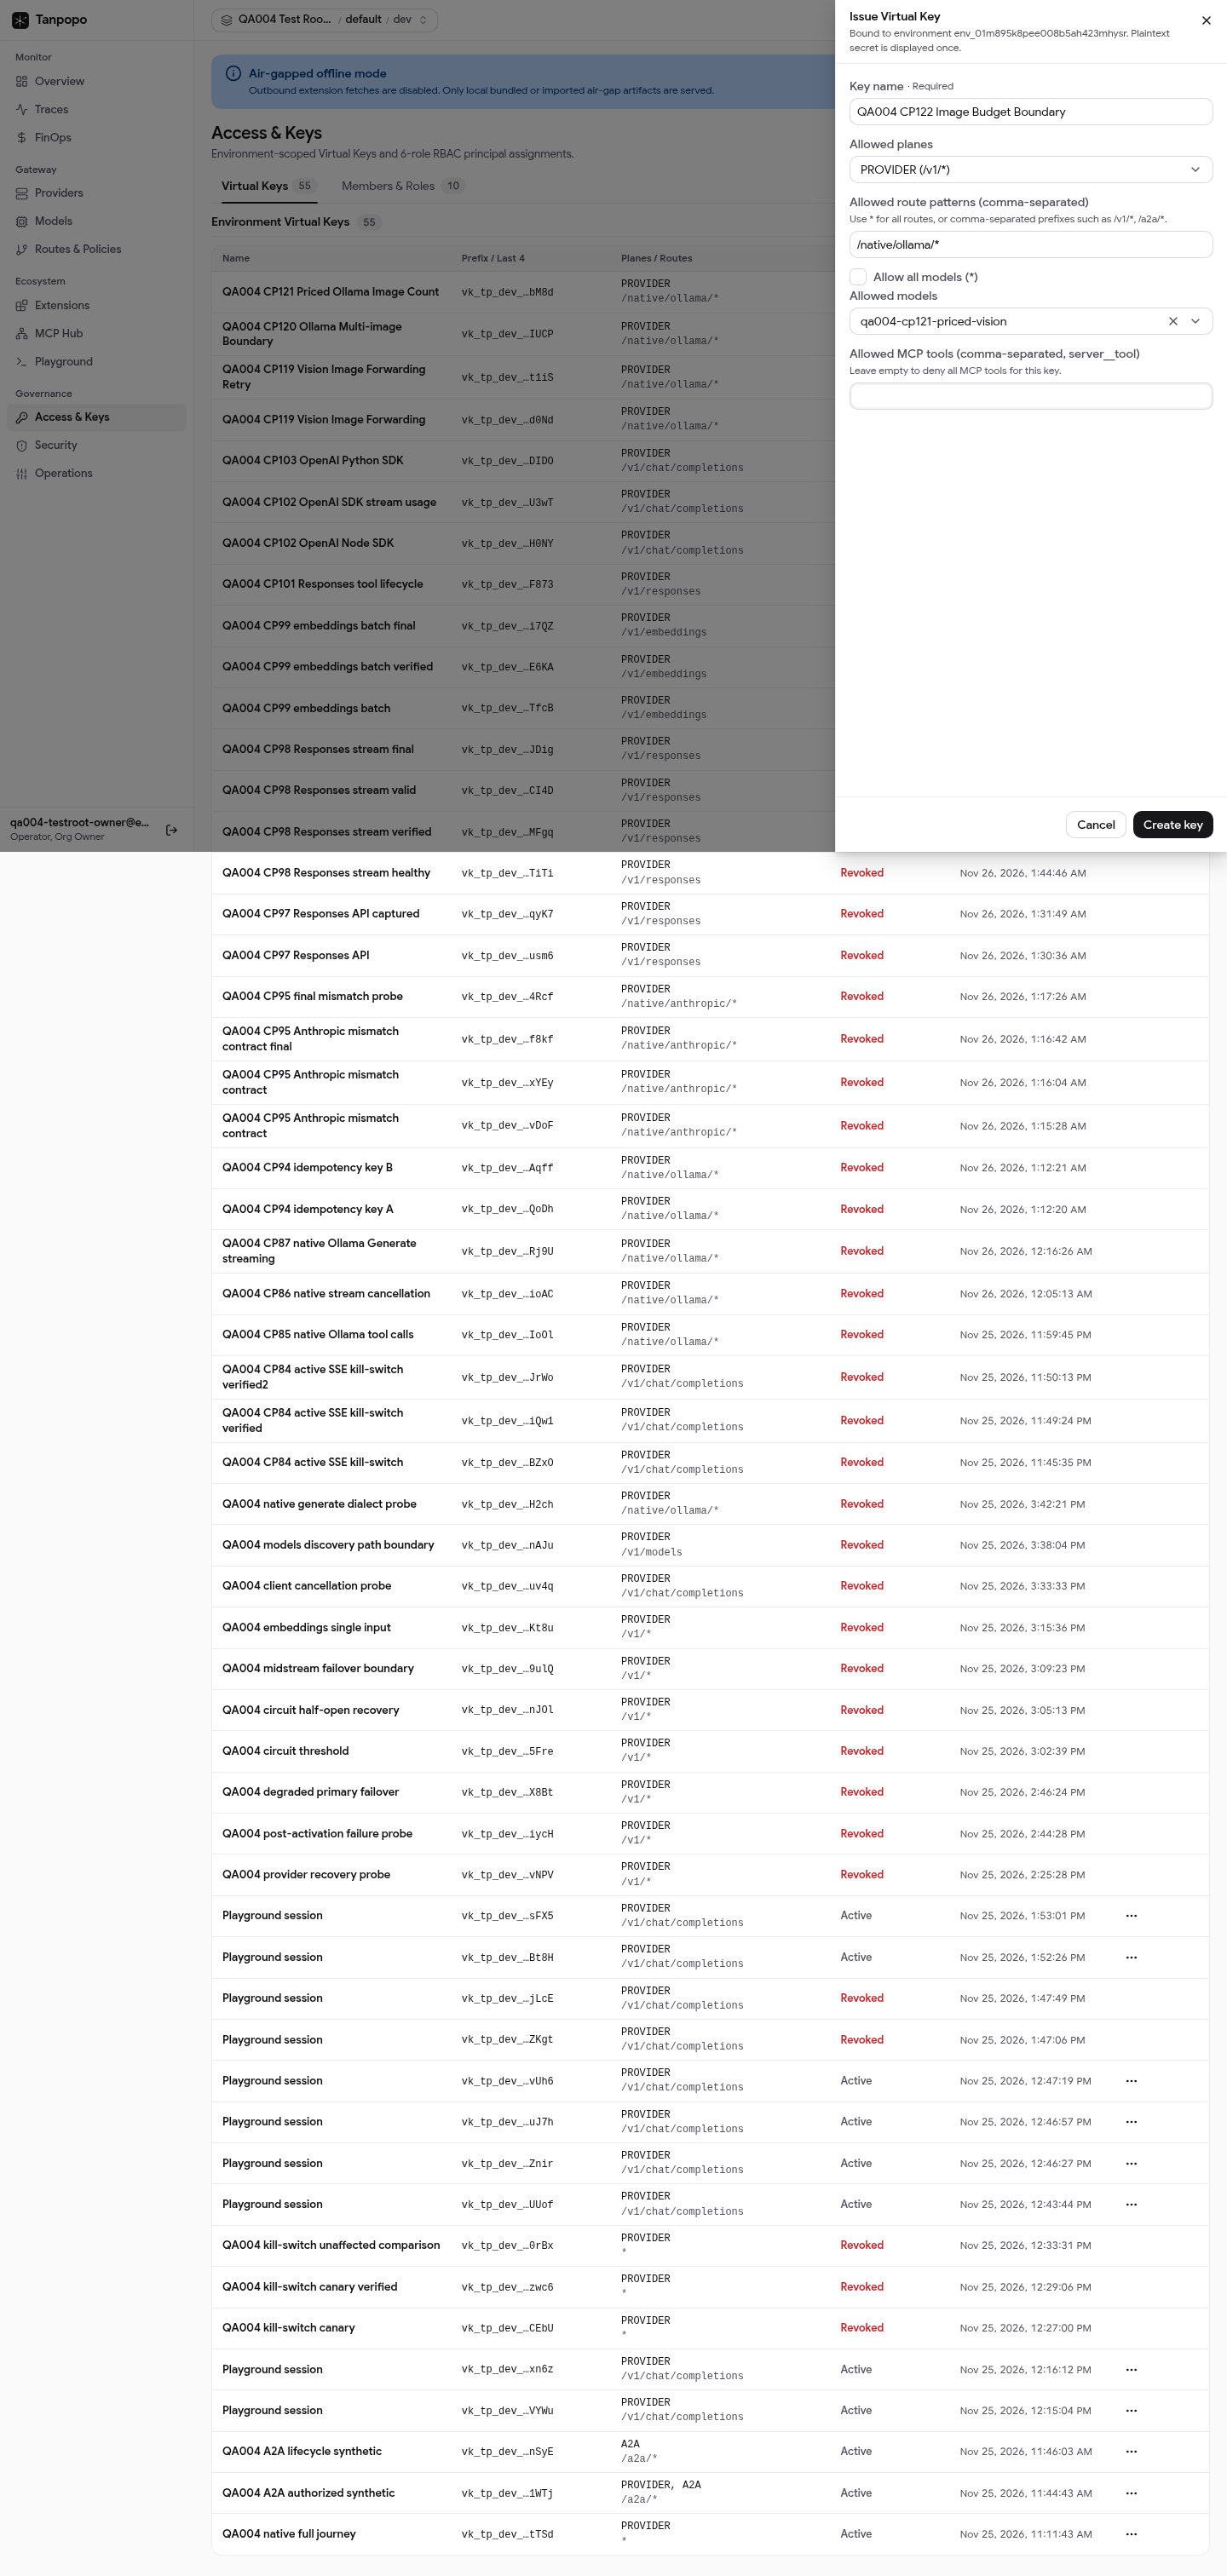 Tanpopo
Monitor
Overview
Traces
FinOps
Gateway
Providers
Models
Routes & Policies
Ecosystem
Extensions
MCP Hub
Playground
Governance
Access & Keys
Security
Operations
qa004-testroot-owner@e...
Operator, Org Owner
QA004 Test Roo... / default / dev
Air-gapped offline mode
Outbound extension fetches are disabled. Only local bundled or imported air-gap artifacts are served.
Access & Keys
Environment-scoped Virtual Keys and 6-role RBAC principal assignments.
Virtual Keys 55 Members & Roles 10
Environment Virtual Keys 55
Name Prefix / Last 4 Planes / Routes
QA004 CP121 Priced Ollama Image Count vk_tp_dev_…bM8d PROVIDER
/native/ollama/*
QA004 CP120 Ollama Multi-image
Boundary vk_tp_dev_…IUCP PROVIDER
/native/ollama/*
QA004 CP119 Vision Image Forwarding
Retry vk_tp_dev_…t1iS PROVIDER
/native/ollama/*
QA004 CP119 Vision Image Forwarding vk_tp_dev_…d0Nd PROVIDER
/native/ollama/*
QA004 CP103 OpenAI Python SDK vk_tp_dev_…DIDO PROVIDER
/v1/chat/completions
QA004 CP102 OpenAI SDK stream usage vk_tp_dev_…U3wT PROVIDER
/v1/chat/completions
QA004 CP102 OpenAI Node SDK vk_tp_dev_…H0NY PROVIDER
/v1/chat/completions
QA004 CP101 Responses tool lifecycle vk_tp_dev_…F873 PROVIDER
/v1/responses
QA004 CP99 embeddings batch final vk_tp_dev_…i7QZ PROVIDER
/v1/embeddings
QA004 CP99 embeddings batch verified vk_tp_dev_…E6KA PROVIDER
/v1/embeddings
QA004 CP99 embeddings batch vk_tp_dev_…TfcB PROVIDER
/v1/embeddings
QA004 CP98 Responses stream final vk_tp_dev_…JDig PROVIDER
/v1/responses
QA004 CP98 Responses stream valid vk_tp_dev_…CI4D PROVIDER
/v1/responses
QA004 CP98 Responses stream verified vk_tp_dev_…MFgq PROVIDER
/v1/responses
QA004 CP98 Responses stream healthy vk_tp_dev_…TiTi PROVIDER
/v1/responses Revoked Nov 26, 2026, 1:44:46 AM
QA004 CP97 Responses API captured vk_tp_dev_…qyK7 PROVIDER
/v1/responses Revoked Nov 26, 2026, 1:31:49 AM
QA004 CP97 Responses API vk_tp_dev_…usm6 PROVIDER
/v1/responses Revoked Nov 26, 2026, 1:30:36 AM
QA004 CP95 final mismatch probe vk_tp_dev_…4Rcf PROVIDER
/native/anthropic/* Revoked Nov 26, 2026, 1:17:26 AM
QA004 CP95 Anthropic mismatch
contract final vk_tp_dev_…f8kf PROVIDER
/native/anthropic/* Revoked Nov 26, 2026, 1:16:42 AM
QA004 CP95 Anthropic mismatch
contract vk_tp_dev_…xYEy PROVIDER
/native/anthropic/* Revoked Nov 26, 2026, 1:16:04 AM
QA004 CP95 Anthropic mismatch
contract vk_tp_dev_…vDoF PROVIDER
/native/anthropic/* Revoked Nov 26, 2026, 1:15:28 AM
QA004 CP94 idempotency key B vk_tp_dev_…Aqff PROVIDER
/native/ollama/* Revoked Nov 26, 2026, 1:12:21 AM
QA004 CP94 idempotency key A vk_tp_dev_…QoDh PROVIDER
/native/ollama/* Revoked Nov 26, 2026, 1:12:20 AM
QA004 CP87 native Ollama Generate
streaming vk_tp_dev_…Rj9U PROVIDER
/native/ollama/* Revoked Nov 26, 2026, 12:16:26 AM
QA004 CP86 native stream cancellation vk_tp_dev_…ioAC PROVIDER
/native/ollama/* Revoked Nov 26, 2026, 12:05:13 AM
QA004 CP85 native Ollama tool calls vk_tp_dev_…IoOl PROVIDER
/native/ollama/* Revoked Nov 25, 2026, 11:59:45 PM
QA004 CP84 active SSE kill-switch
verified2 vk_tp_dev_…JrWo PROVIDER
/v1/chat/completions Revoked Nov 25, 2026, 11:50:13 PM
QA004 CP84 active SSE kill-switch
verified vk_tp_dev_…iQw1 PROVIDER
/v1/chat/completions Revoked Nov 25, 2026, 11:49:24 PM
QA004 CP84 active SSE kill-switch vk_tp_dev_…BZxO PROVIDER
/v1/chat/completions Revoked Nov 25, 2026, 11:45:35 PM
QA004 native generate dialect probe vk_tp_dev_…H2ch PROVIDER
/native/ollama/* Revoked Nov 25, 2026, 3:42:21 PM
QA004 models discovery path boundary vk_tp_dev_…nAJu PROVIDER
/v1/models Revoked Nov 25, 2026, 3:38:04 PM
QA004 client cancellation probe vk_tp_dev_…uv4q PROVIDER
/v1/chat/completions Revoked Nov 25, 2026, 3:33:33 PM
QA004 embeddings single input vk_tp_dev_…Kt8u PROVIDER
/v1/* Revoked Nov 25, 2026, 3:15:36 PM
QA004 midstream failover boundary vk_tp_dev_…9ulQ PROVIDER
/v1/* Revoked Nov 25, 2026, 3:09:23 PM
QA004 circuit half-open recovery vk_tp_dev_…nJOl PROVIDER
/v1/* Revoked Nov 25, 2026, 3:05:13 PM
QA004 circuit threshold vk_tp_dev_…5Fre PROVIDER
/v1/* Revoked Nov 25, 2026, 3:02:39 PM
QA004 degraded primary failover vk_tp_dev_…X8Bt PROVIDER
/v1/* Revoked Nov 25, 2026, 2:46:24 PM
QA004 post-activation failure probe vk_tp_dev_…iycH PROVIDER
/v1/* Revoked Nov 25, 2026, 2:44:28 PM
QA004 provider recovery probe vk_tp_dev_…vNPV PROVIDER
/v1/* Revoked Nov 25, 2026, 2:25:28 PM
Playground session vk_tp_dev_…sFX5 PROVIDER
/v1/chat/completions Active Nov 25, 2026, 1:53:01 PM
Playground session vk_tp_dev_…Bt8H PROVIDER
/v1/chat/completions Active Nov 25, 2026, 1:52:26 PM
Playground session vk_tp_dev_…jLcE PROVIDER
/v1/chat/completions Revoked Nov 25, 2026, 1:47:49 PM
Playground session vk_tp_dev_…ZKgt PROVIDER
/v1/chat/completions Revoked Nov 25, 2026, 1:47:06 PM
Playground session vk_tp_dev_…vUh6 PROVIDER
/v1/chat/completions Active Nov 25, 2026, 12:47:19 PM
Playground session vk_tp_dev_…uJ7h PROVIDER
/v1/chat/completions Active Nov 25, 2026, 12:46:57 PM
Playground session vk_tp_dev_…Znir PROVIDER
/v1/chat/completions Active Nov 25, 2026, 12:46:27 PM
Playground session vk_tp_dev_…UUof PROVIDER
/v1/chat/completions Active Nov 25, 2026, 12:43:44 PM
QA004 kill-switch unaffected comparison vk_tp_dev_…0rBx PROVIDER
* Revoked Nov 25, 2026, 12:33:31 PM
QA004 kill-switch canary verified vk_tp_dev_…zwc6 PROVIDER
* Revoked Nov 25, 2026, 12:29:06 PM
QA004 kill-switch canary vk_tp_dev_…CEbU PROVIDER
* Revoked Nov 25, 2026, 12:27:00 PM
Playground session vk_tp_dev_…xn6z PROVIDER
/v1/chat/completions Active Nov 25, 2026, 12:16:12 PM
Playground session vk_tp_dev_…VYWu PROVIDER
/v1/chat/completions Active Nov 25, 2026, 12:15:04 PM
QA004 A2A lifecycle synthetic vk_tp_dev_…nSyE A2A
/a2a/* Active Nov 25, 2026, 11:46:03 AM
QA004 A2A authorized synthetic vk_tp_dev_…1WTj PROVIDER, A2A
/a2a/* Active Nov 25, 2026, 11:44:43 AM
QA004 native full journey vk_tp_dev_…tTSd PROVIDER
* Active Nov 25, 2026, 11:11:43 AM
Issue Virtual Key
Bound to environment env_01m895k8pee008b5ah423mhysr. Plaintext
secret is displayed once.
Key name · Required
QA004 CP122 Image Budget Boundary
Allowed planes
PROVIDER (/v1/*)
Allowed route patterns (comma-separated)
Use * for all routes, or comma-separated prefixes such as /v1/*, /a2a/*.
/native/ollama/*
Allow all models (*)
Allowed models
qa004-cp121-priced-vision
Allowed MCP tools (comma-separated, server__tool)
Leave empty to deny all MCP tools for this key.
Cancel Create key